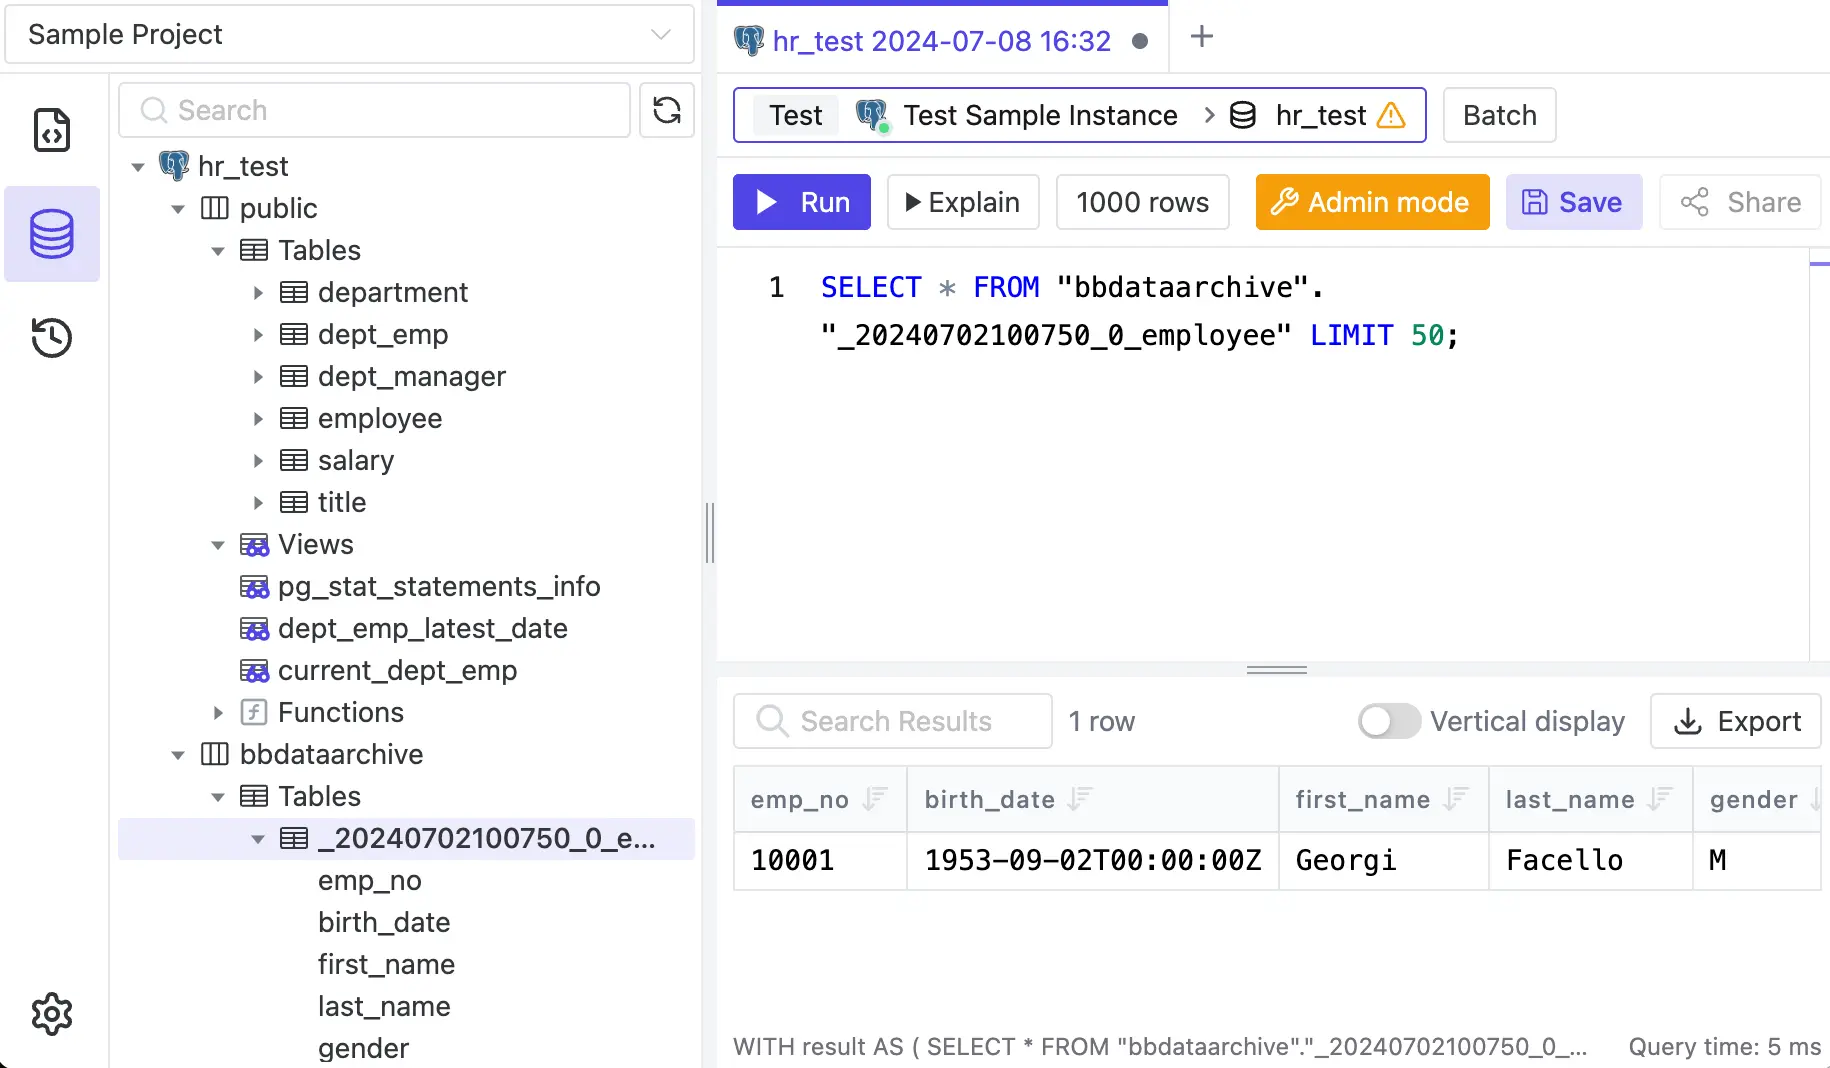 Sample Project
Search
hr_test
public
Tables
department
dept_emp
dept_manager
employee
salary
title
Views
pg_stat_statements_info
dept_emp_latest_date
current_dept_emp
Functions
bbdataarchive
Tables
_20240702100750_0_e...
emp_no
birth_date
first_name
last_name
gender
hr_test 2024-07-08 16:32
Test Test Sample Instance > hr_test Batch
Run Explain 1000 rows Admin mode Save Share
1 SELECT * FROM "bbdataarchive".
"_20240702100750_0_employee" LIMIT 50;
Search Results 1 row Vertical display Export
emp_no birth_date first_name last_name gender
10001 1953-09-02T00:00:00Z Georgi Facello M
WITH result AS ( SELECT * FROM "bbdataarchive"."_20240702100750_0_... Query time: 5 ms